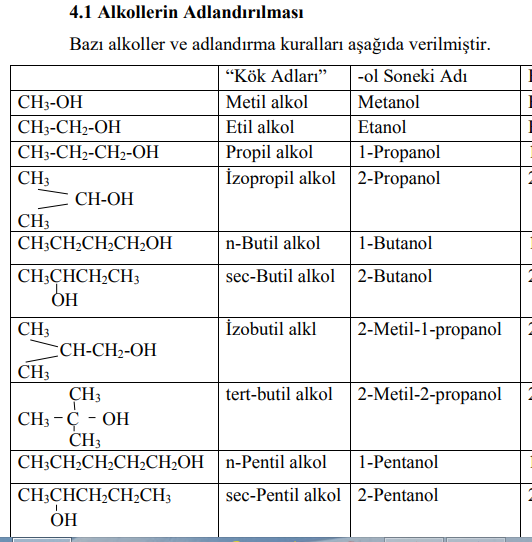 4.1 Alkollerin Adlandırılması
Bazı alkoller ve adlandırma kuralları aşağıda verilmiştir.
“Kök Adları” -ol Soneki Adı
CH₃-OH Metil alkol Metanol
CH₃-CH₂-OH Etil alkol Etanol
CH₃-CH₂-CH₂-OH Propil alkol 1-Propanol
CH₃ İzopropil alkol 2-Propanol
CH-OH
CH₃
CH₃CH₂CH₂CH₂OH n-Butil alkol 1-Butanol
CH₃CHCH₂CH₃ sec-Butil alkol 2-Butanol
OH
CH₃ İzobutil alkl 2-Metil-1-propanol
CH-CH₂-OH
CH₃
CH₃ tert-butil alkol 2-Metil-2-propanol
CH₃ – C – OH
CH₃
CH₃CH₂CH₂CH₂CH₂OH n-Pentil alkol 1-Pentanol
CH₃CHCH₂CH₂CH₃ sec-Pentil alkol 2-Pentanol
OH